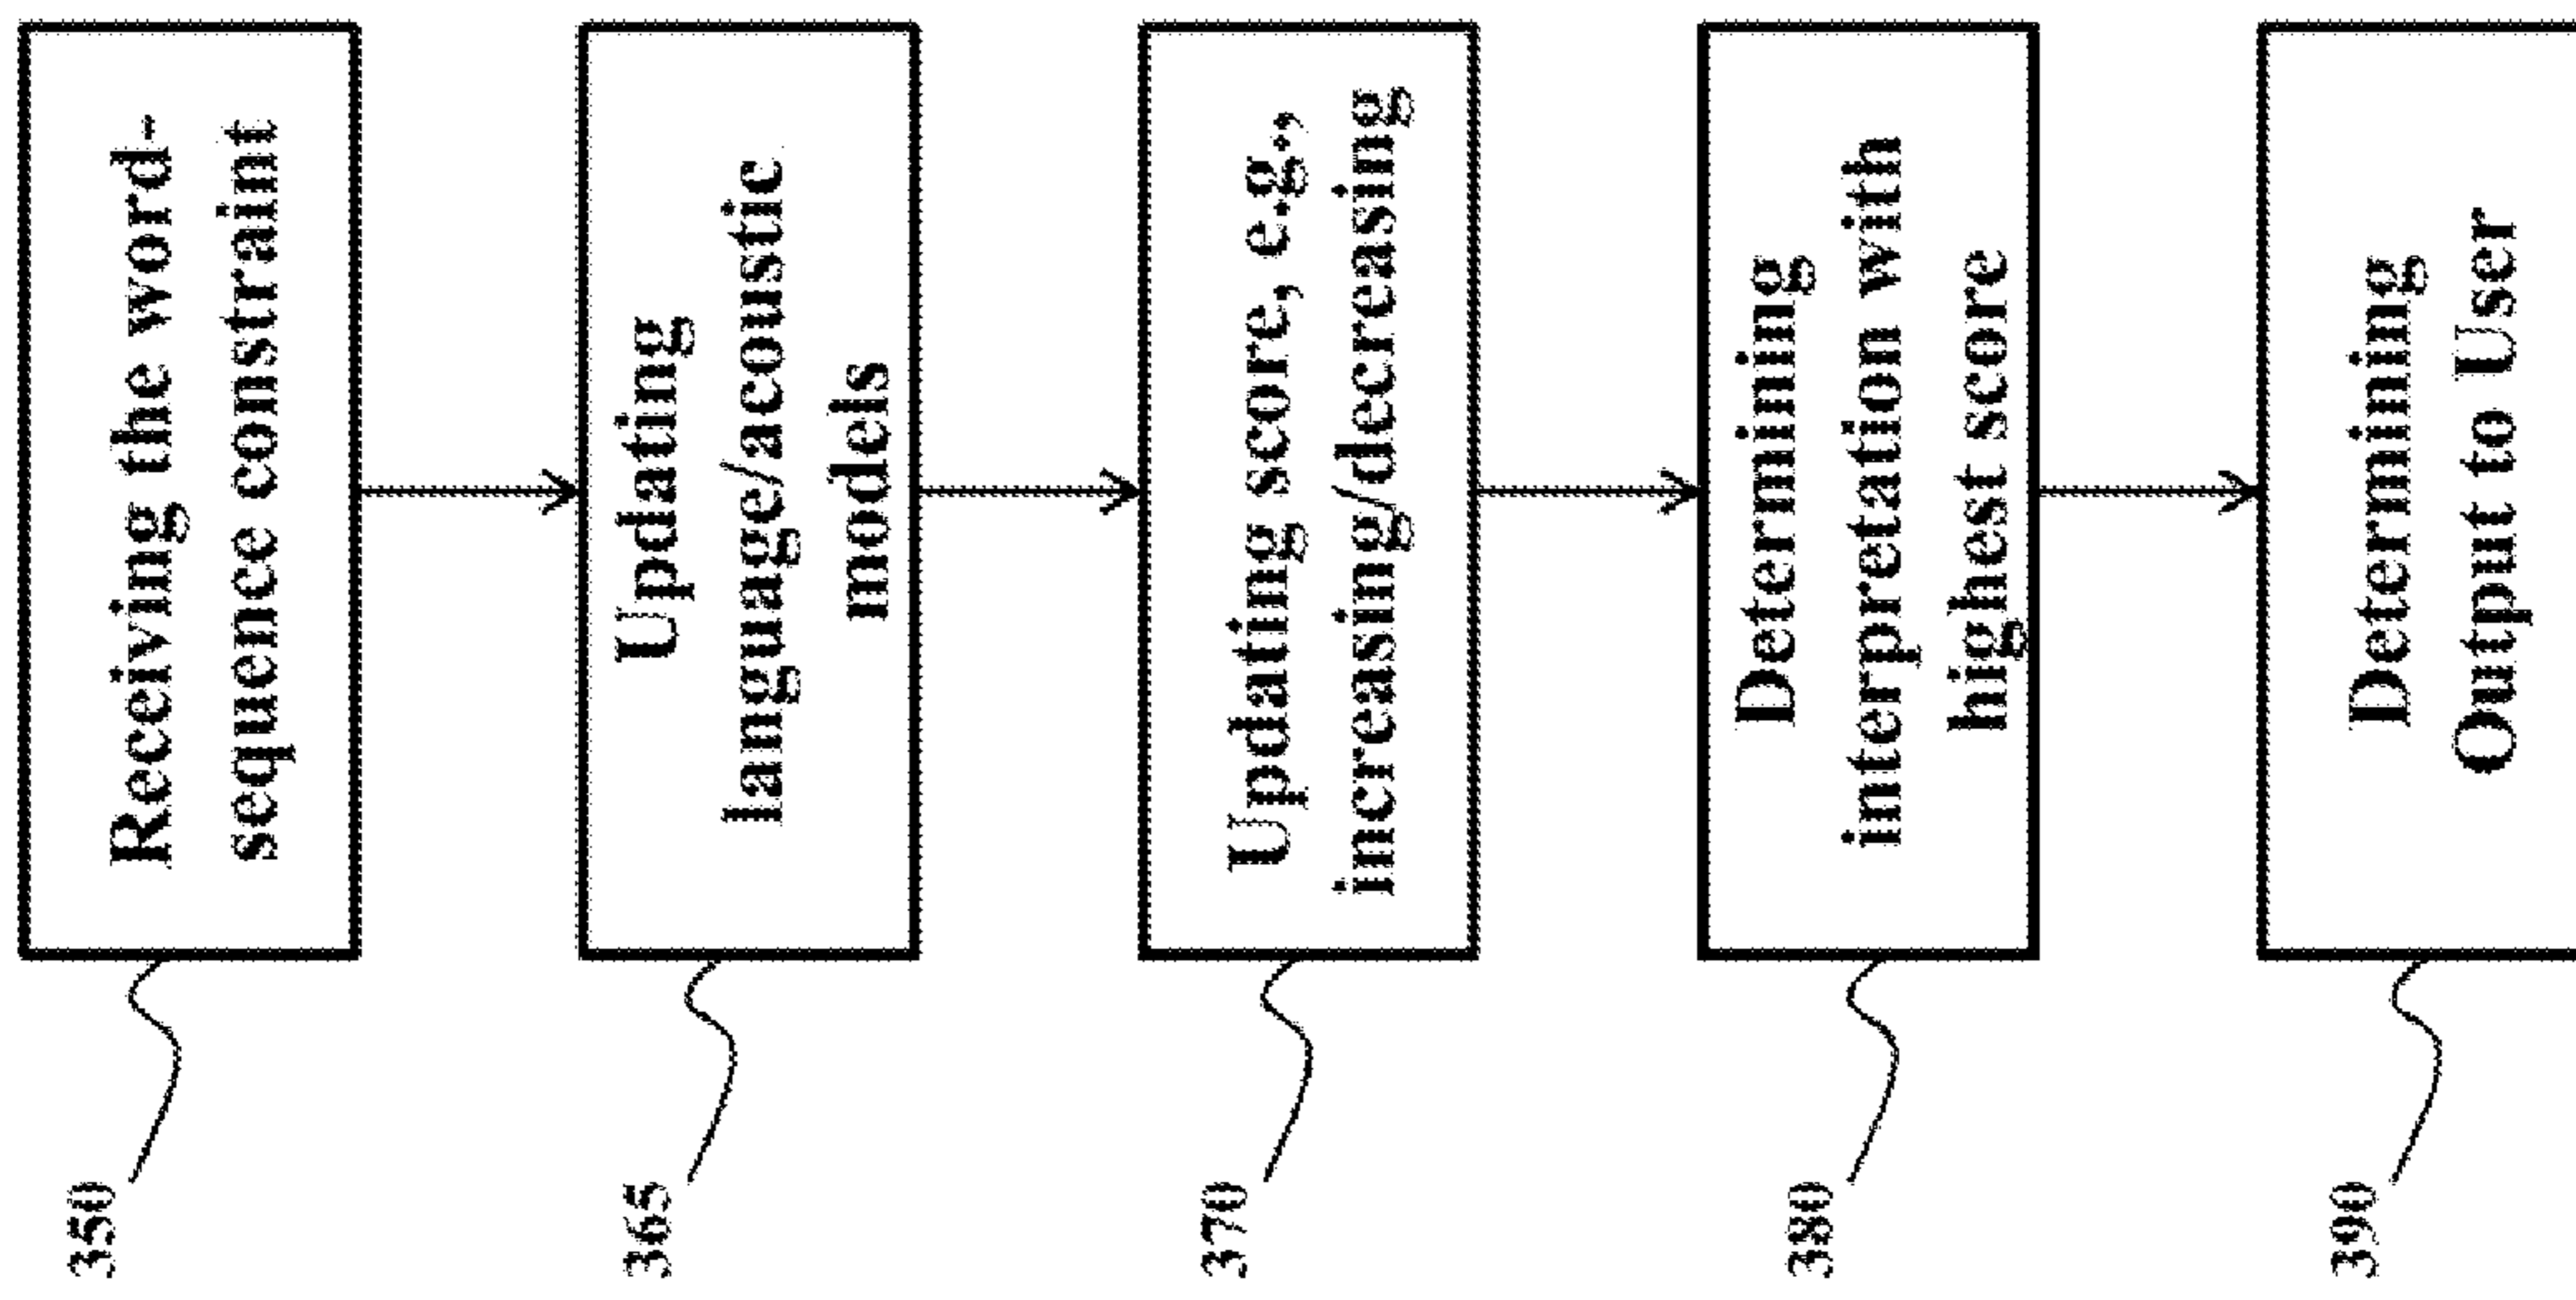 350
Receiving the word-
sequence constraint
365
Updating
language/acoustic
models
370
Updating score, e.g.,
increasing/decreasing
380
Determining
interpretation with
highest score
390
Determining
Output to User